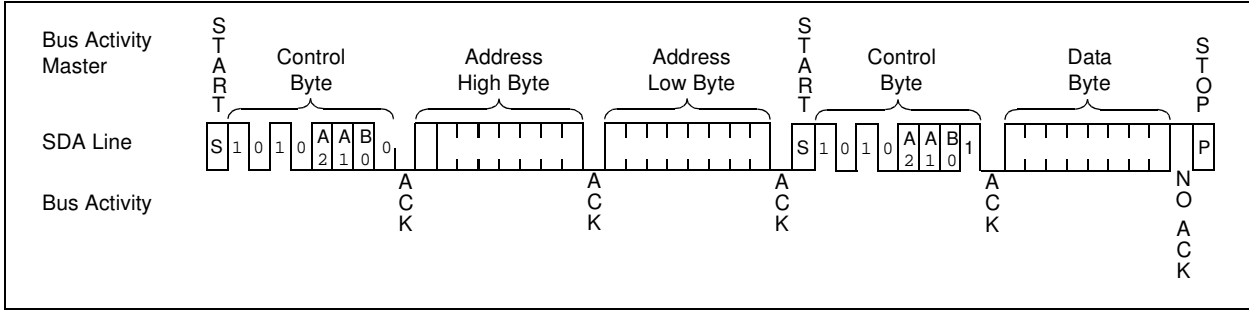 Bus Activity
Master
START
Control
Byte
Address
High Byte
Address
Low Byte
START
Control
Byte
Data
Byte
STOP
SDA Line
S 1 0 1 0 A2 A1 B0 0
S 1 0 1 0 A2 A1 B0 1
P
Bus Activity
ACK
ACK
ACK
ACK
NO ACK